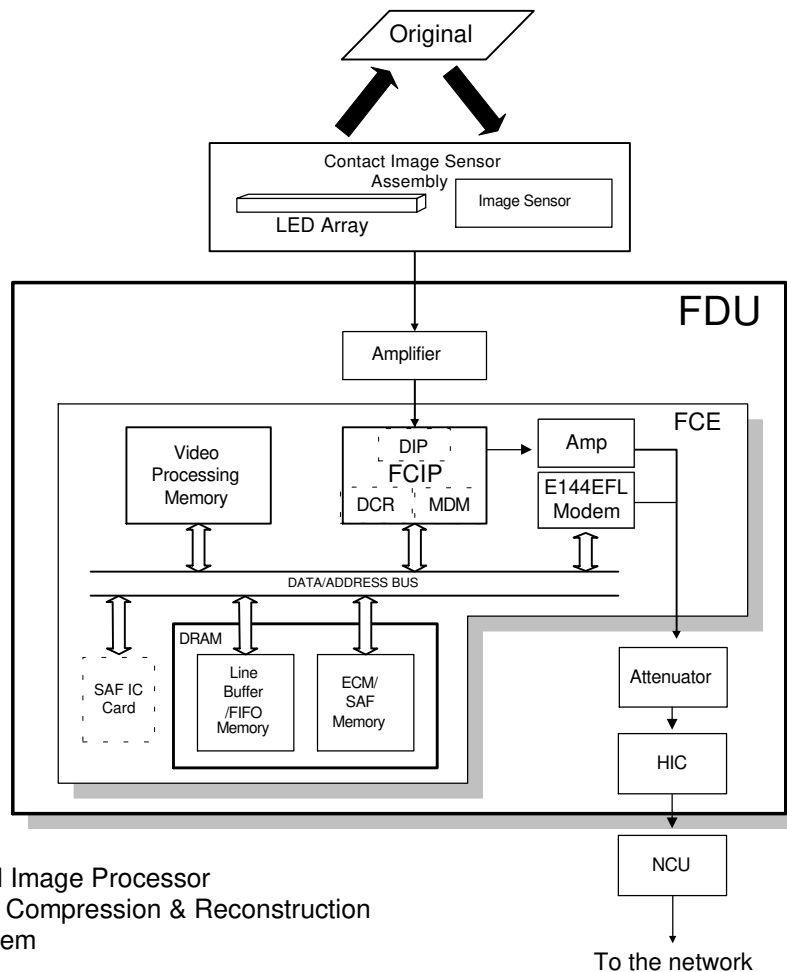 Original
Contact Image Sensor
Assembly
LED Array
Image Sensor
FDU
Amplifier
FCE
Video
Processing
Memory
DIP
FCIP
DCR
MDM
Amp
E144EFL
Modem
DATA/ADDRESS BUS
SAF IC
Card
DRAM
Line
Buffer
/FIFO
Memory
ECM/
SAF
Memory
Attenuator
HIC
NCU
To the network
Image Processor
Compression & Reconstruction